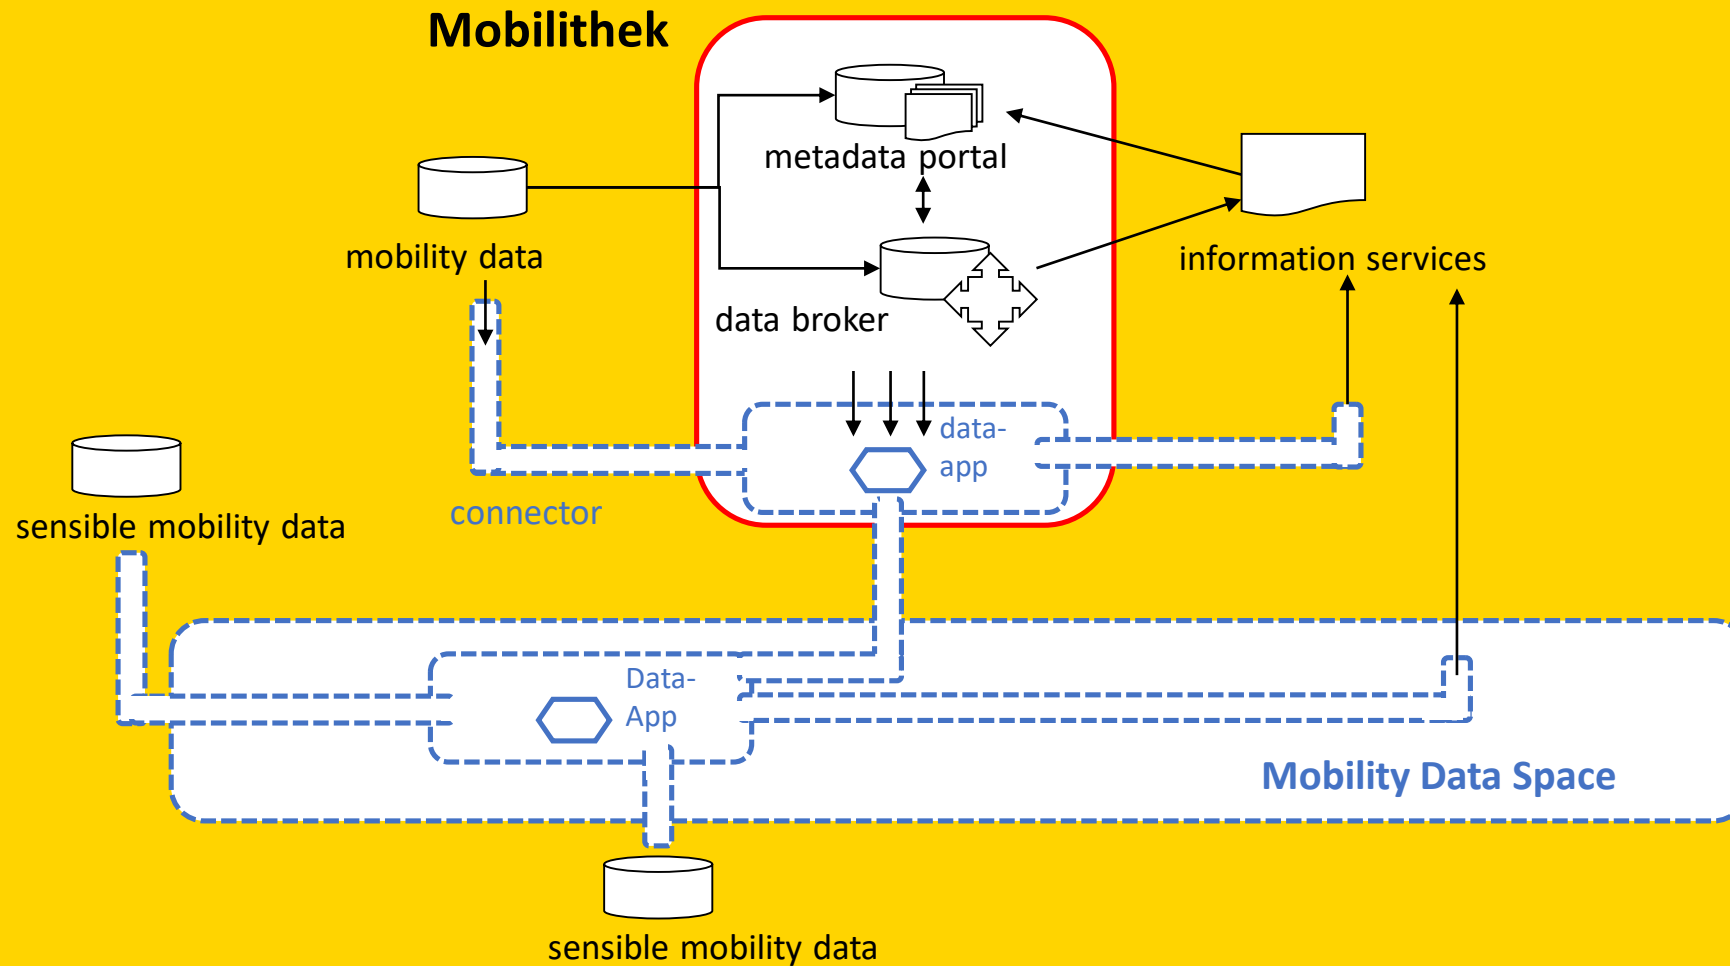 Mobilithek
metadata portal
mobility data
information services
data broker
data-
app
connector
sensible mobility data
Data-
App
Mobility Data Space
sensible mobility data